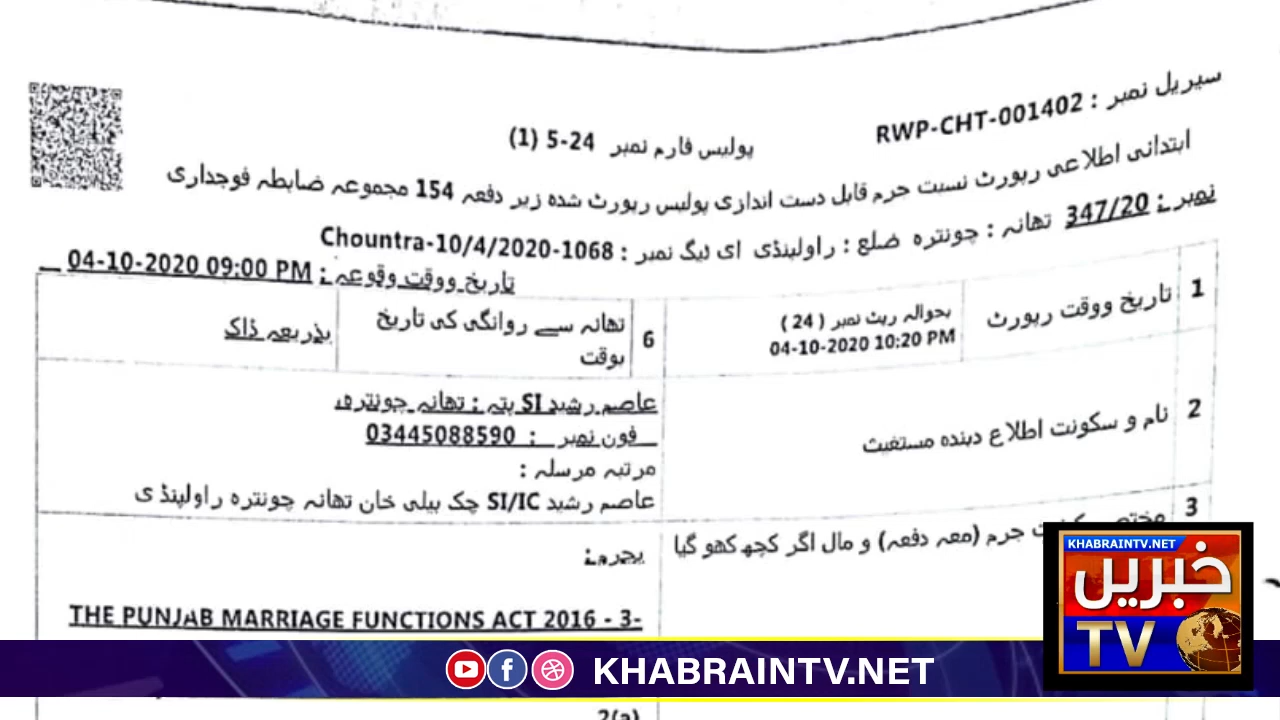 سیریل نمبر : RWP-CHT-001402
پولیس فارم نمبر 24-5 (1)
ابتدائی اطلاعی رپورٹ نسبت جرم قابل دست اندازی پولیس رپورٹ شدہ زیر دفعہ 154 مجموعہ ضابطہ فوجداری
نمبر : 347/20 تھانہ : چونترہ ضلع : راولپنڈی ای ٹیگ نمبر : Chountra-10/4/2020-1068
تاریخ ووقت وقوعہ : 04-10-2020 09:00 PM
1 تاریخ ووقت رپورٹ
بحوالہ رپٹ نمبر ( 24 )
04-10-2020 10:20 PM
6 تھانہ سے روانگی کی تاریخ
بوقت
بذریعہ ڈاک
2 نام و سکونت اطلاع دہندہ مستغیث
عاصم رشید SI پتہ : تھانہ چونترہ
فون نمبر : 03445088590
مرتبہ مرسلہ :
عاصم رشید SI/IC چک بیلی خان تھانہ چونترہ راولپنڈی
3 جرم (معہ دفعہ) و مال اگر کچھ کھو گیا
بجرم:
THE PUNJAB MARRIAGE FUNCTIONS ACT 2016 - 3-
2(a)
KHABRAINTV.NET
خبریں
TV
KHABRAINTV.NET